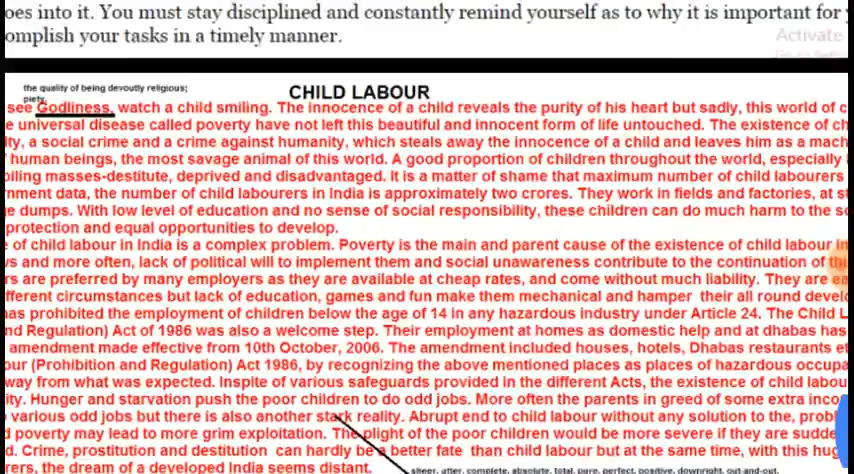 oes into it. You must stay disciplined and constantly remind yourself as to why it is important for
omplish your tasks in a timely manner.
Activate
the quality of being devoutly religious;
piety
CHILD LABOUR
see Godliness, watch a child smiling. The innocence of a child reveals the purity of his heart but sadly, this world of c
e universal disease called poverty have not left this beautiful and innocent form of life untouched. The existence of ch
ity, a social crime and a crime against humanity, which steals away the innocence of a child and leaves him as a mach
human beings, the most savage animal of this world. A good proportion of children throughout the world, especially
oiling masses-destitute, deprived and disadvantaged. It is a matter of shame that maximum number of child labourers
rnment data, the number of child labourers in India is approximately two crores. They work in fields and factories, at st
e dumps. With low level of education and no sense of social responsibility, these children can do much harm to the so
protection and equal opportunities to develop.
e of child labour in India is a complex problem. Poverty is the main and parent cause of the existence of child labour in
ys and more often, lack of political will to implement them and social unawareness contribute to the continuation of thi
rs are preferred by many employers as they are available at cheap rates, and come without much liability. They are ea
fferent circumstances but lack of education, games and fun make them mechanical and hamper their all round develo
has prohibited the employment of children below the age of 14 in any hazardous industry under Article 24. The Child L
nd Regulation) Act of 1986 was also a welcome step. Their employment at homes as domestic help and at dhabas has
amendment made effective from 10th October, 2006. The amendment included houses, hotels, Dhabas restaurants et
our (Prohibition and Regulation) Act 1986, by recognizing the above mentioned places as places of hazardous occupa
way from what was expected. Inspite of various safeguards provided in the different Acts, the existence of child labou
ity. Hunger and starvation push the poor children to do odd jobs. More often the parents in greed of some extra inco
various odd jobs but there is also another stark reality. Abrupt end to child labour without any solution to the, probl
d poverty may lead to more grim exploitation. The plight of the poor children would be more severe if they are sudde
d. Crime, prostitution and destitution can hardly be a better fate than child labour but at the same time, with this hug
rers, the dream of a developed India seems distant.
sheer, utter, complete, absolute, total, pure, perfect, positive, downright, out-and-out,